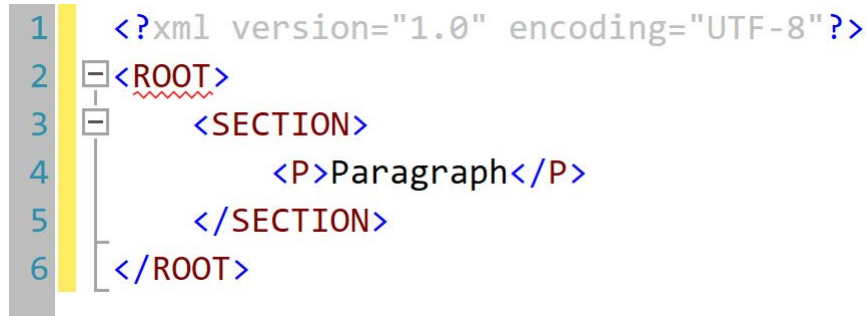 1 <?xml version="1.0" encoding="UTF-8"?>
2 <ROOT>
3 <SECTION>
4 <P>Paragraph</P>
5 </SECTION>
6 </ROOT>